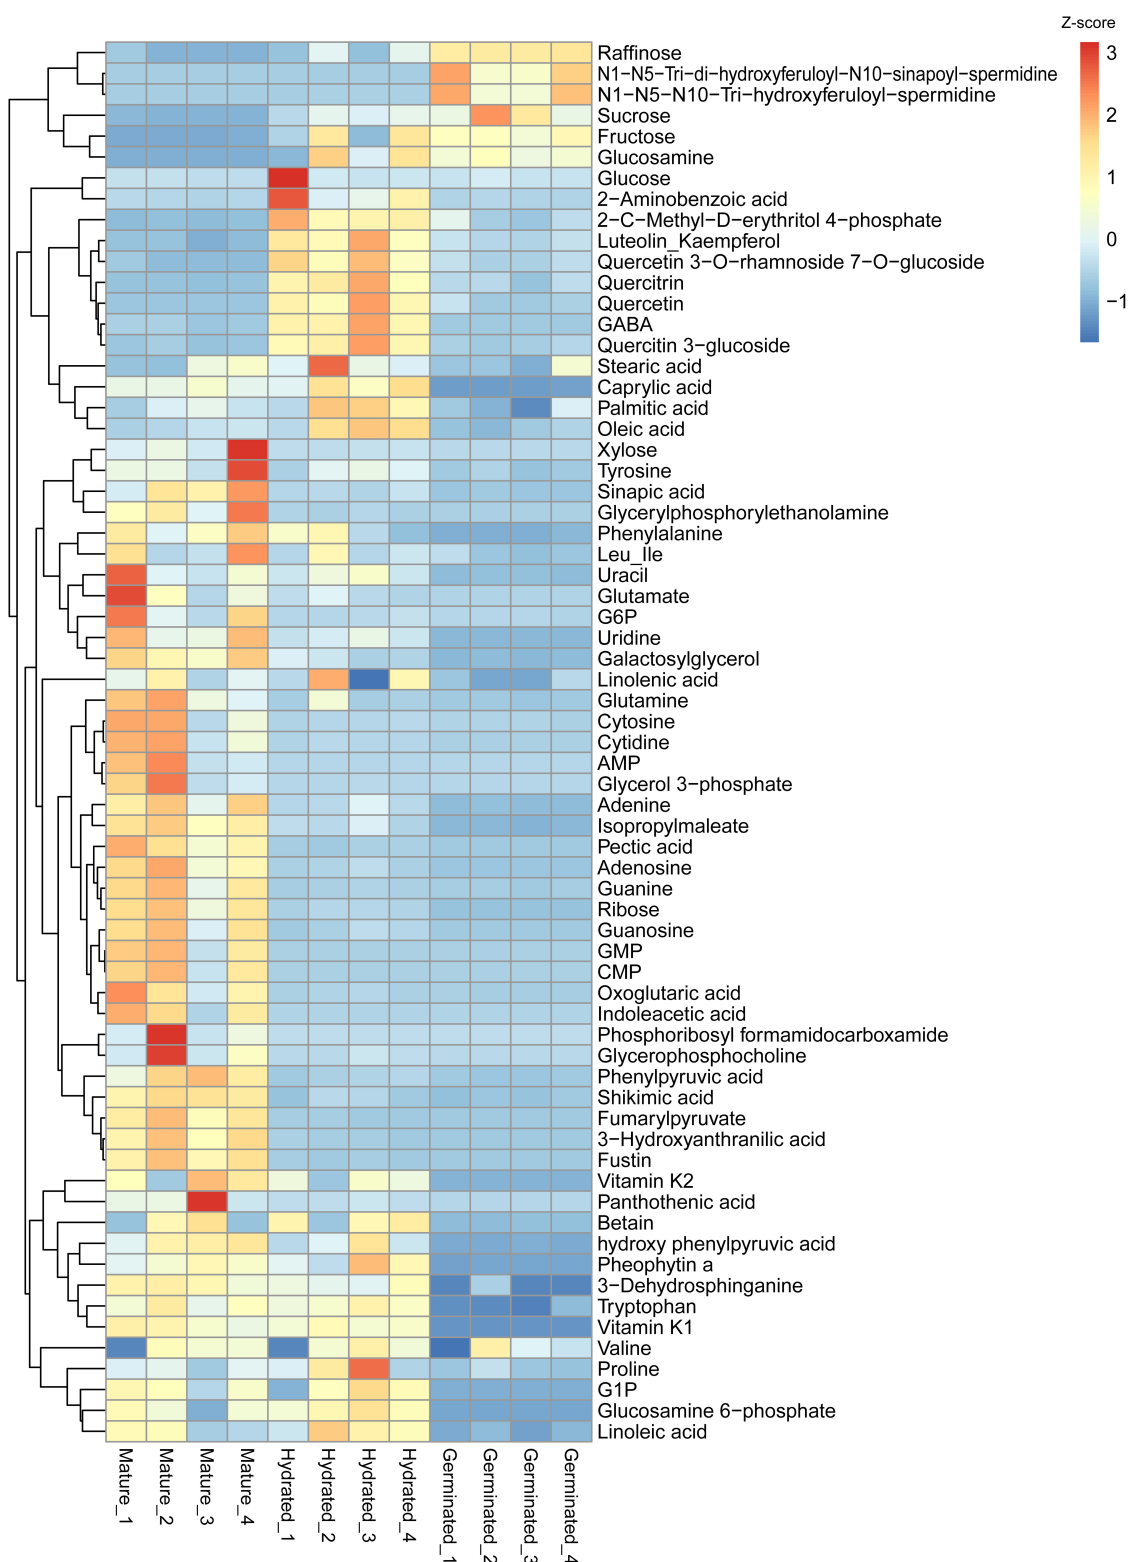 Z−score
3
2
1
0
−1
Raffinose
N1−N5−Tri−di−hydroxyferuloyl−N10−sinapoyl−spermidine
N1−N5−N10−Tri−hydroxyferuloyl−spermidine
Sucrose
Fructose
Glucosamine
Glucose
2−Aminobenzoic acid
2−C−Methyl−D−erythritol 4−phosphate
Luteolin_Kaempferol
Quercetin 3−O−rhamnoside 7−O−glucoside
Quercitrin
Quercetin
GABA
Quercitin 3−glucoside
Stearic acid
Caprylic acid
Palmitic acid
Oleic acid
Xylose
Tyrosine
Sinapic acid
Glycerylphosphorylethanolamine
Phenylalanine
Leu_Ile
Uracil
Glutamate
G6P
Uridine
Galactosylglycerol
Linolenic acid
Glutamine
Cytosine
Cytidine
AMP
Glycerol 3−phosphate
Adenine
Isopropylmaleate
Pectic acid
Adenosine
Guanine
Ribose
Guanosine
GMP
CMP
Oxoglutaric acid
Indoleacetic acid
Phosphoribosyl formamidocarboxamide
Glycerophosphocholine
Phenylpyruvic acid
Shikimic acid
Fumarylpyruvate
3−Hydroxyanthranilic acid
Fustin
Vitamin K2
Panthothenic acid
Betain
hydroxy phenylpyruvic acid
Pheophytin a
3−Dehydrosphinganine
Tryptophan
Vitamin K1
Valine
Proline
G1P
Glucosamine 6−phosphate
Linoleic acid
Mature_1
Mature_2
Mature_3
Mature_4
Hydrated_1
Hydrated_2
Hydrated_3
Hydrated_4
Germinated_1
Germinated_2
Germinated_3
Germinated_4